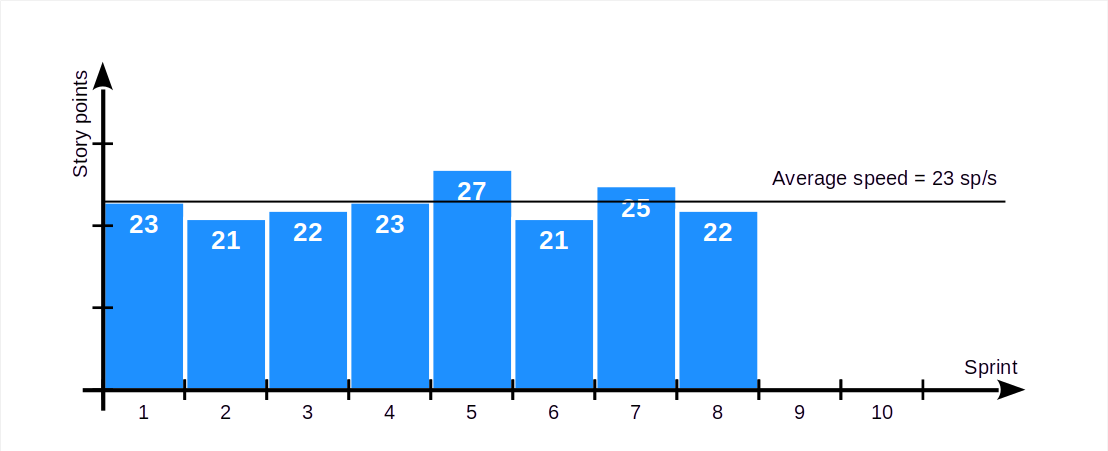 Story points
Average speed = 23 sp/s
23 21 22 23 27 21 25 22
Sprint
1 2 3 4 5 6 7 8 9 10